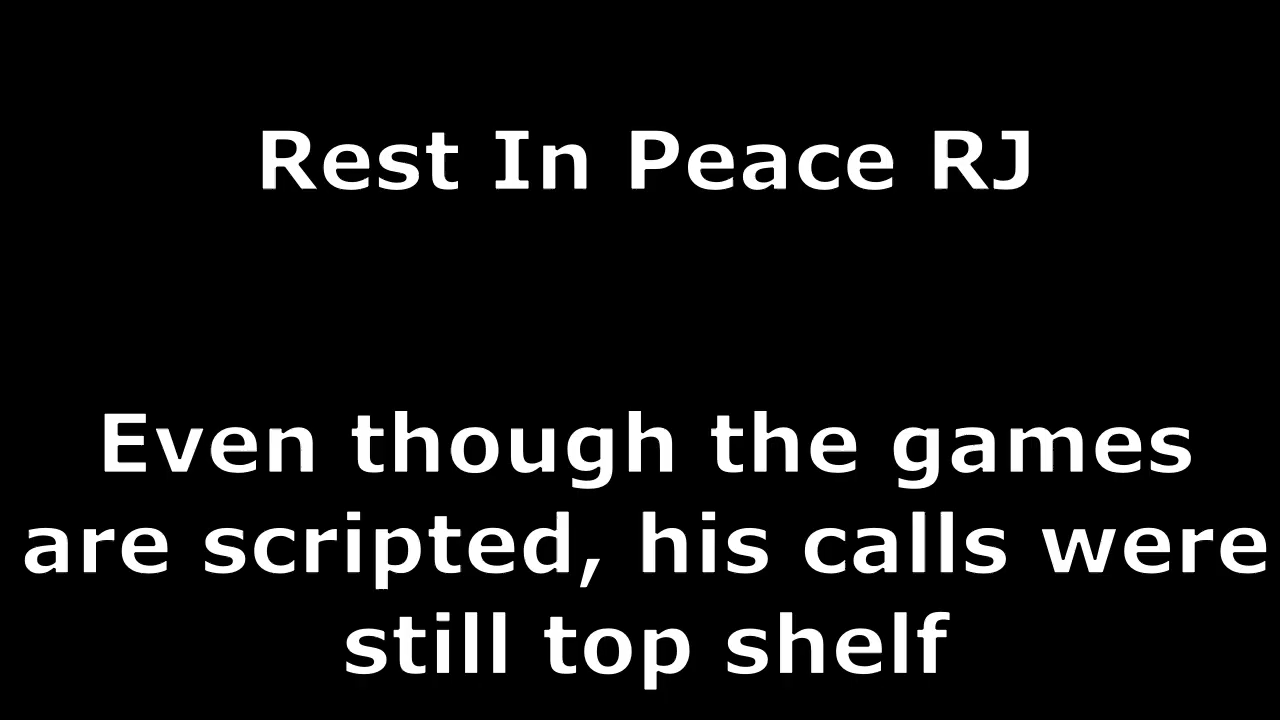 Rest In Peace RJ
Even though the games
are scripted, his calls were
still top shelf